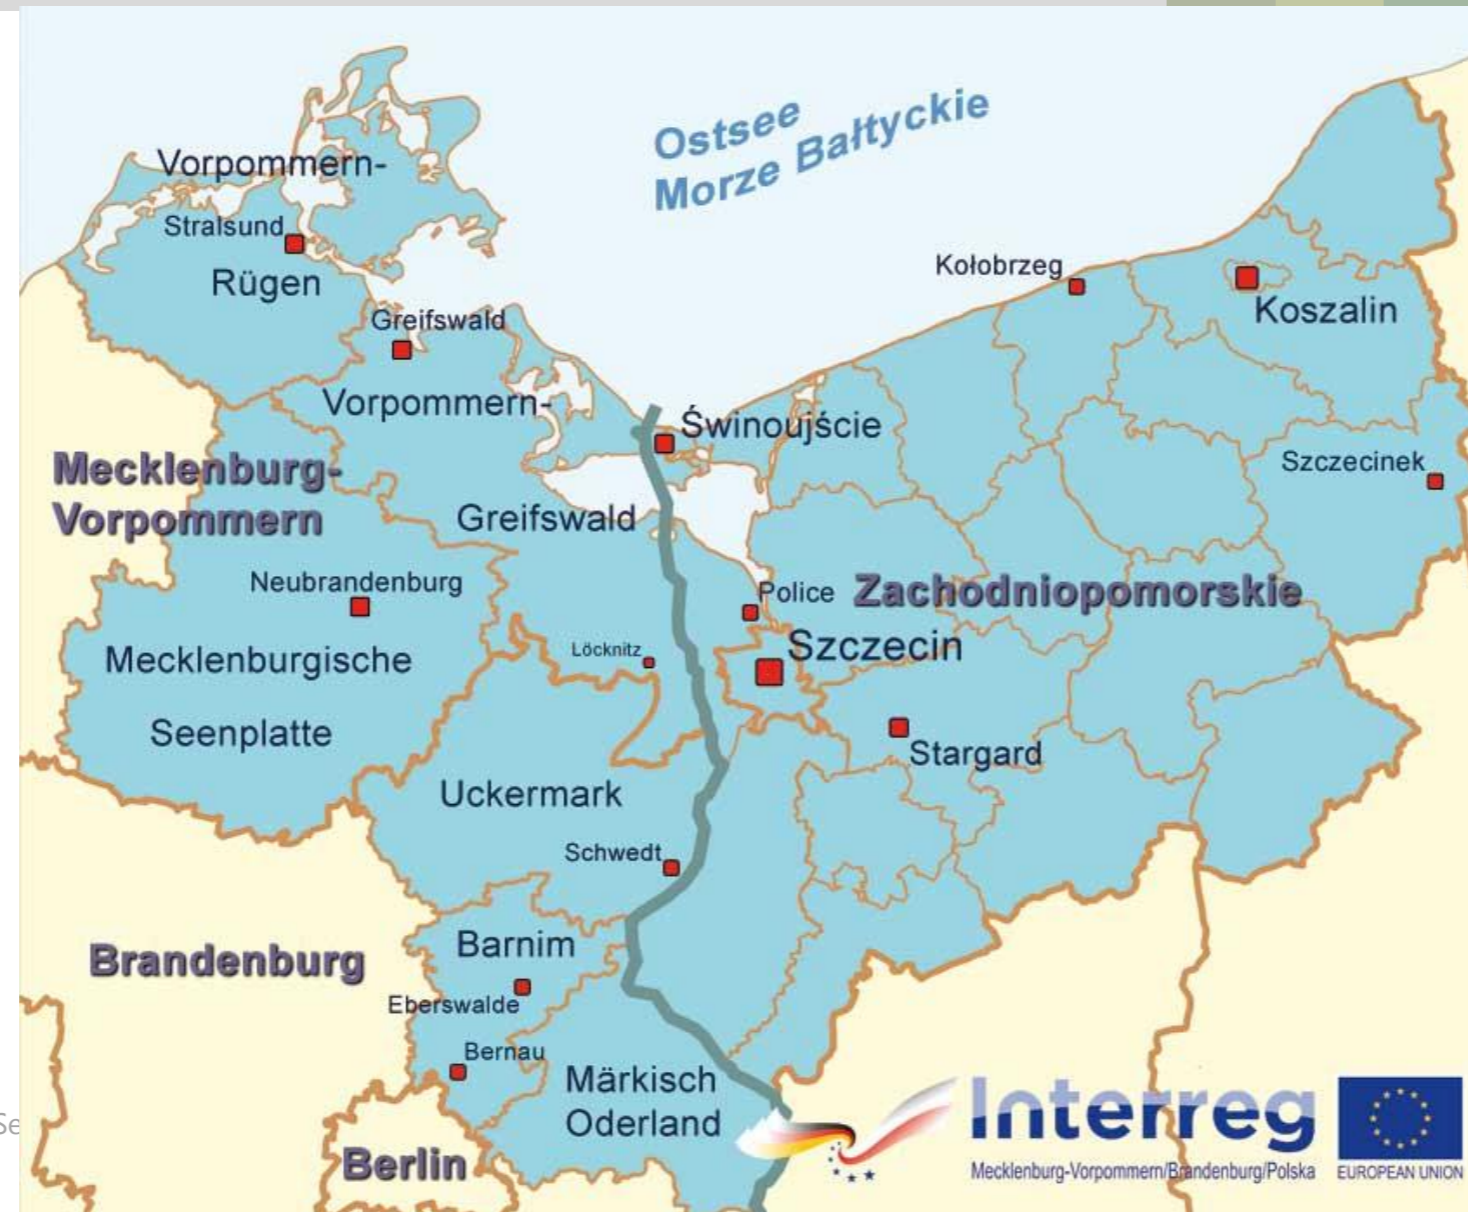 Ostsee
Morze Bałtyckie
Vorpommern-
Stralsund
Rügen
Kołobrzeg
Koszalin
Greifswald
Vorpommern-
Świnoujście
Mecklenburg-
Vorpommern
Szczecinek
Greifswald
Neubrandenburg
Police
Zachodniopomorskie
Löcknitz
Szczecin
Mecklenburgische
Seenplatte
Stargard
Uckermark
Schwedt
Barnim
Brandenburg
Eberswalde
Bernau
Märkisch
Oderland
Se
Berlin
Interreg
Mecklenburg-Vorpommern/Brandenburg/Polska
EUROPEAN UNION